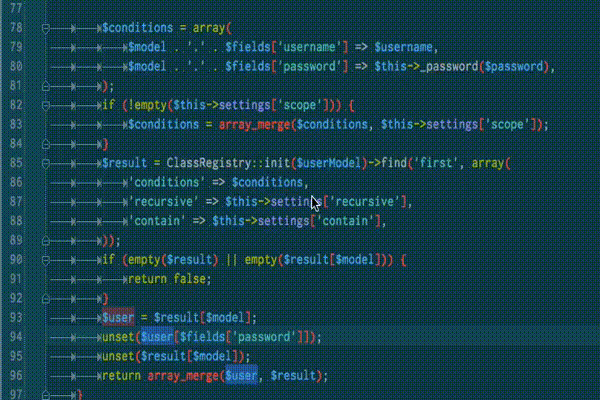 77
78 $conditions = array(
79 $model . '.' . $fields['username'] => $username,
80 $model . '.' . $fields['password'] => $this->_password($password),
81 );
82 if (!empty($this->settings['scope'])) {
83 $conditions = array_merge($conditions, $this->settings['scope']);
84 }
85 $result = ClassRegistry::init($userModel)->find('first', array(
86 'conditions' => $conditions,
87 'recursive' => $this->settings['recursive'],
88 'contain' => $this->settings['contain'],
89 ));
90 if (empty($result) || empty($result[$model])) {
91 return false;
92 }
93 $user = $result[$model];
94 unset($user[$fields['password']]);
95 unset($result[$model]);
96 return array_merge($user, $result);
97 }